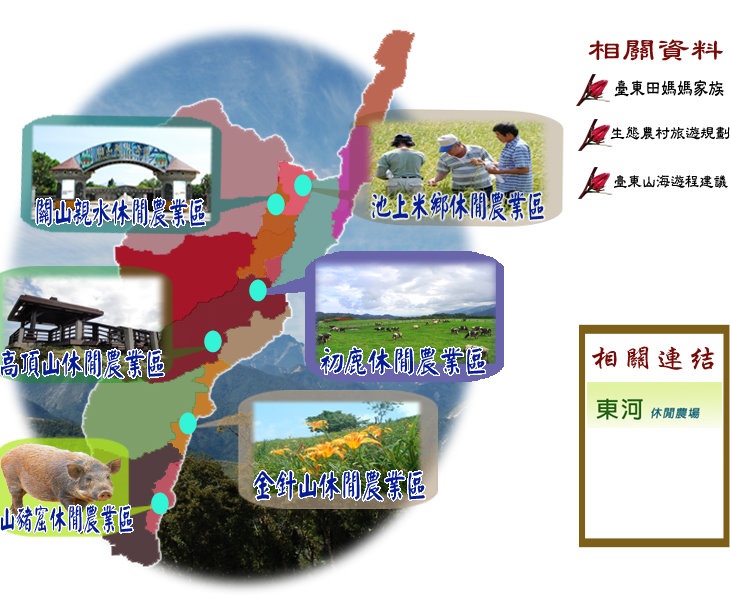 相關資料
臺東田媽媽家族
生態農村旅遊規劃
臺東山海遊程建議
關山親水休閒農業區
池上米鄉休閒農業區
高頂山休閒農業區
初鹿休閒農業區
金針山休閒農業區
山豬窟休閒農業區
相關連結
東河 休閒農場